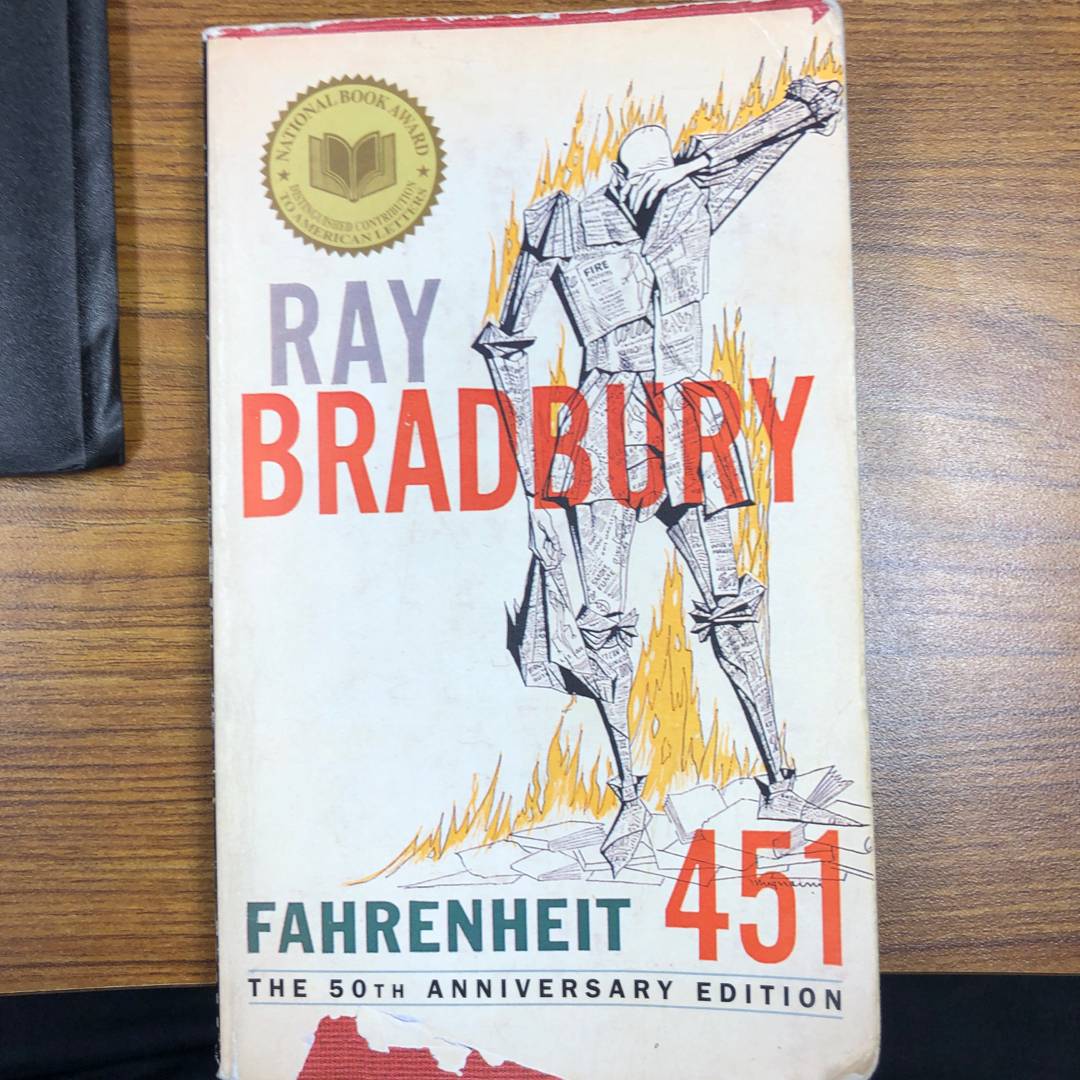 NATIONAL BOOK AWARD
DISTINGUISHED CONTRIBUTION
TO AMERICAN LETTERS
RAY
BRADBURY
FIRE
FAHRENHEIT 451
THE 50TH ANNIVERSARY EDITION